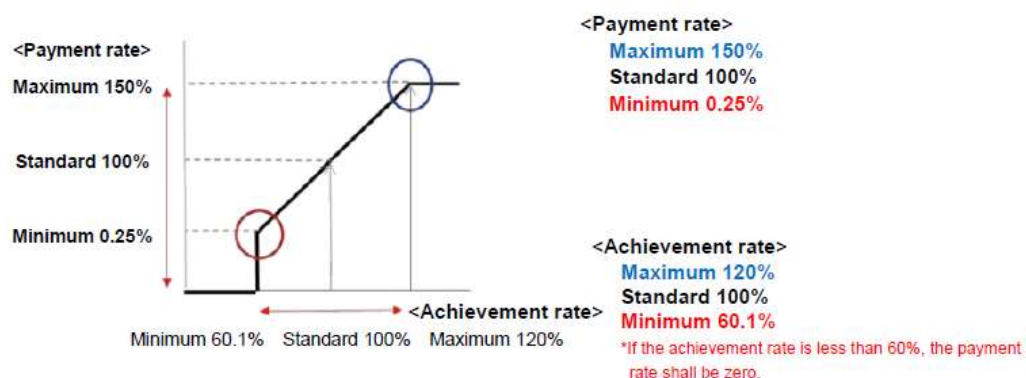 <Payment rate>
Maximum 150%
Standard 100%
Minimum 0.25%
<Achievement rate>
Minimum 60.1% Standard 100% Maximum 120%
<Payment rate>
Maximum 150%
Standard 100%
Minimum 0.25%
<Achievement rate>
Maximum 120%
Standard 100%
Minimum 60.1%
*If the achievement rate is less than 60%, the payment
rate shall be zero.